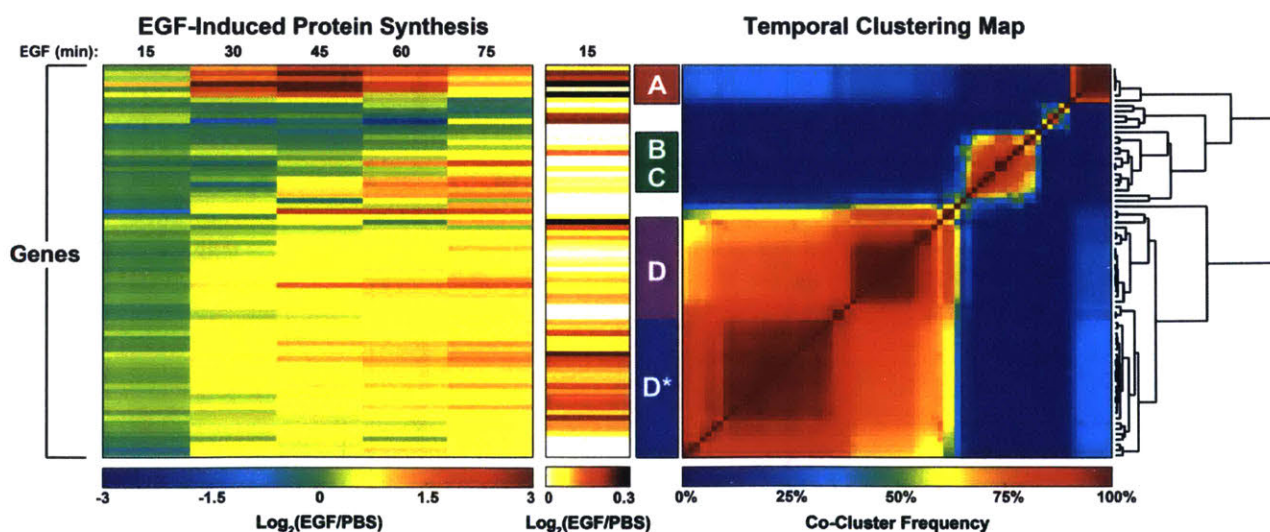 EGF-Induced Protein Synthesis
Temporal Clustering Map
EGF (min): 15 30 45 60 75 15
A
B
C
Genes
D
D*
-3 -1.5 0 1.5 3
0 0.3
0% 25% 50% 75% 100%
Log2(EGF/PBS)
Log2(EGF/PBS)
Co-Cluster Frequency